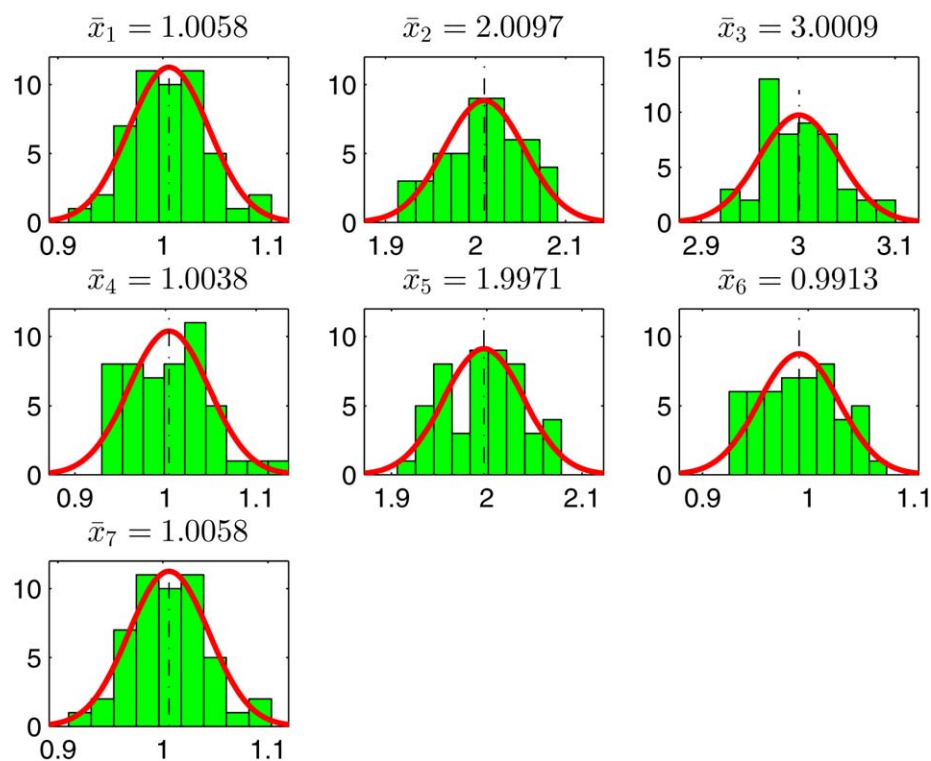 x̄₁ = 1.0058
10
5
0
0.9 1 1.1
x̄₂ = 2.0097
10
5
0
1.9 2 2.1
x̄₃ = 3.0009
15
10
5
0
2.9 3 3.1
x̄₄ = 1.0038
10
5
0
0.9 1 1.1
x̄₅ = 1.9971
10
5
0
1.9 2 2.1
x̄₆ = 0.9913
10
5
0
0.9 1 1.1
x̄₇ = 1.0058
10
5
0
0.9 1 1.1